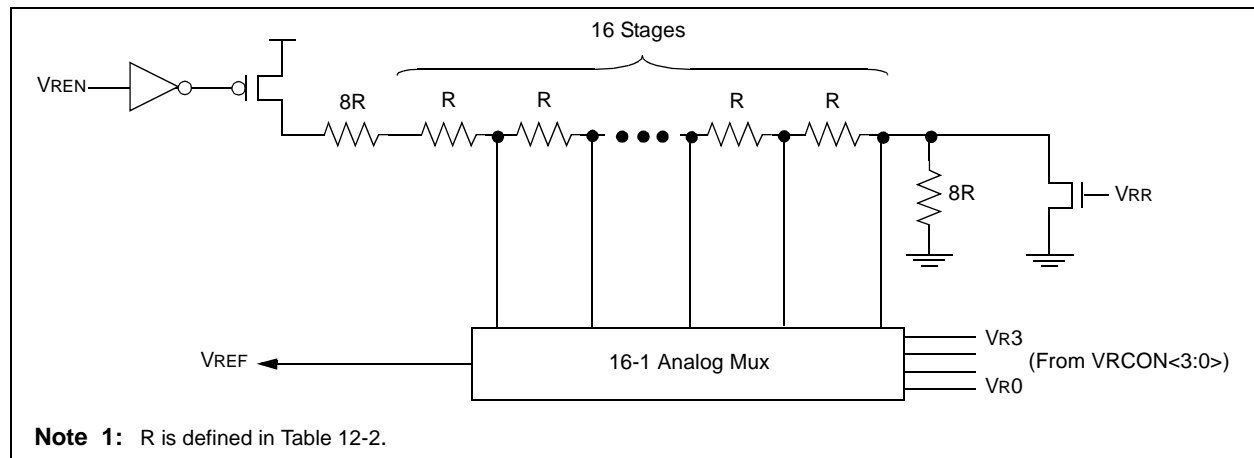 16 Stages
VREN
8R
R
R
R
R
8R
VRR
VREF
16-1 Analog Mux
VR3
(From VRCON<3:0>)
VR0
Note 1: R is defined in Table 12-2.